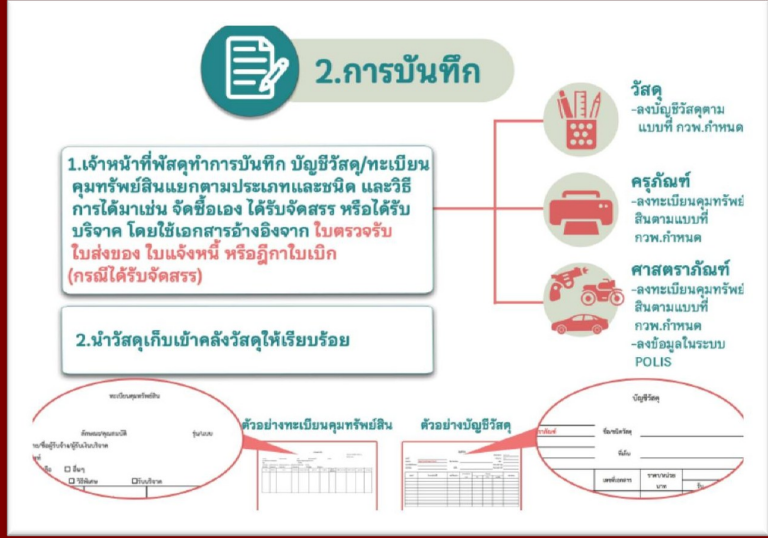 2.การบันทึก
1.เจ้าหน้าที่พัสดุทำการบันทึก บัญชีวัสดุ/ทะเบียน
คุมทรัพย์สินแยกตามประเภทและชนิด และวิธี
การได้มาเช่น จัดซื้อเอง ได้รับจัดสรร หรือได้รับ
บริจาค โดยใช้เอกสารอ้างอิงจาก ใบตรวจรับ
ใบส่งของ ใบแจ้งหนี้ หรือฎีกาใบเบิก
(กรณีได้รับจัดสรร)
2.นำวัสดุเก็บเข้าคลังวัสดุให้เรียบร้อย
วัสดุ
-ลงบัญชีวัสดุตาม
แบบที่ กวพ.กำหนด
ครุภัณฑ์
-ลงทะเบียนคุมทรัพย์
สินตามแบบที่
กวพ.กำหนด
ศาสตราภัณฑ์
-ลงทะเบียนคุมทรัพย์
สินตามแบบที่
กวพ.กำหนด
-ลงข้อมูลในระบบ
POLIS
ทะเบียนคุมทรัพย์สิน
ลักษณะ/คุณสมบัติ รุ่น/แบบ
าย/ชื่อผู้รับจ้าง/ผู้รับเงินบริจาค
อื่นๆ
วิธีพิเศษ รับบริจาค
ตัวอย่างทะเบียนคุมทรัพย์สิน
ตัวอย่างบัญชีวัสดุ
บัญชีวัสดุ
ชื่อ/ชนิดวัสดุ
ที่เก็บ
เลขที่เอกสาร
ราคา/หน่วย
บาท
รับ